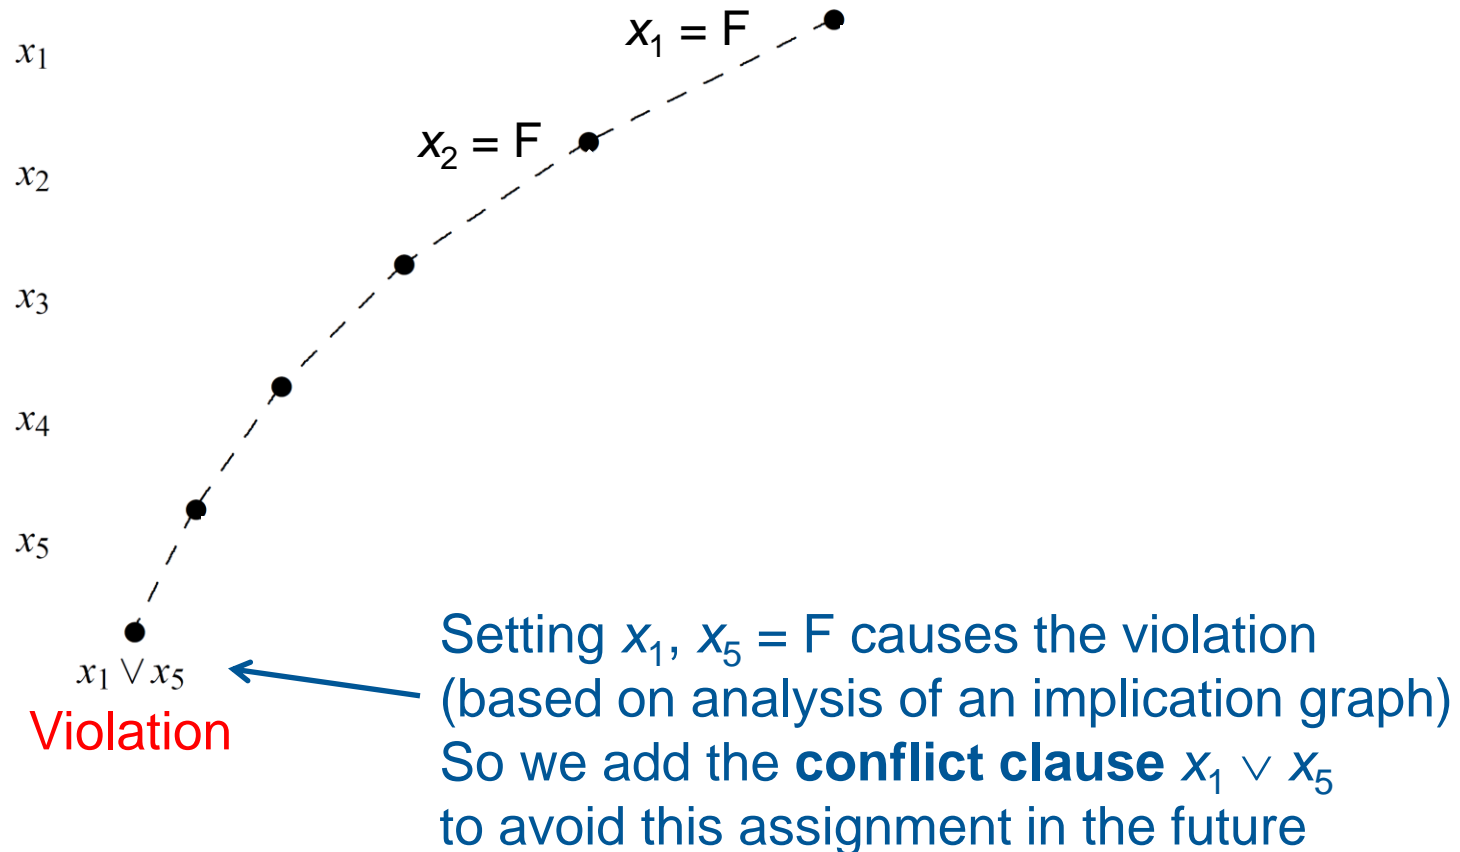 x₁
x₁ = F
x₂ = F
x₂
x₃
x₄
x₅
x₁ ∨ x₅
Violation
Setting x₁, x₅ = F causes the violation
(based on analysis of an implication graph)
So we add the conflict clause x₁ ∨ x₅
to avoid this assignment in the future